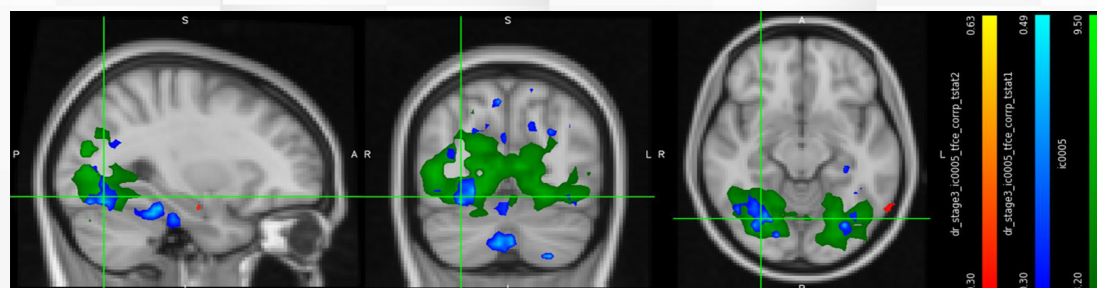 S
S
A
P
A
R
L
R
L
0.63
dr_stage3_ic0005_tfce_corrp_tstat2
0.49
dr_stage3_ic0005_tfce_corrp_tstat1
9.50
ic0005